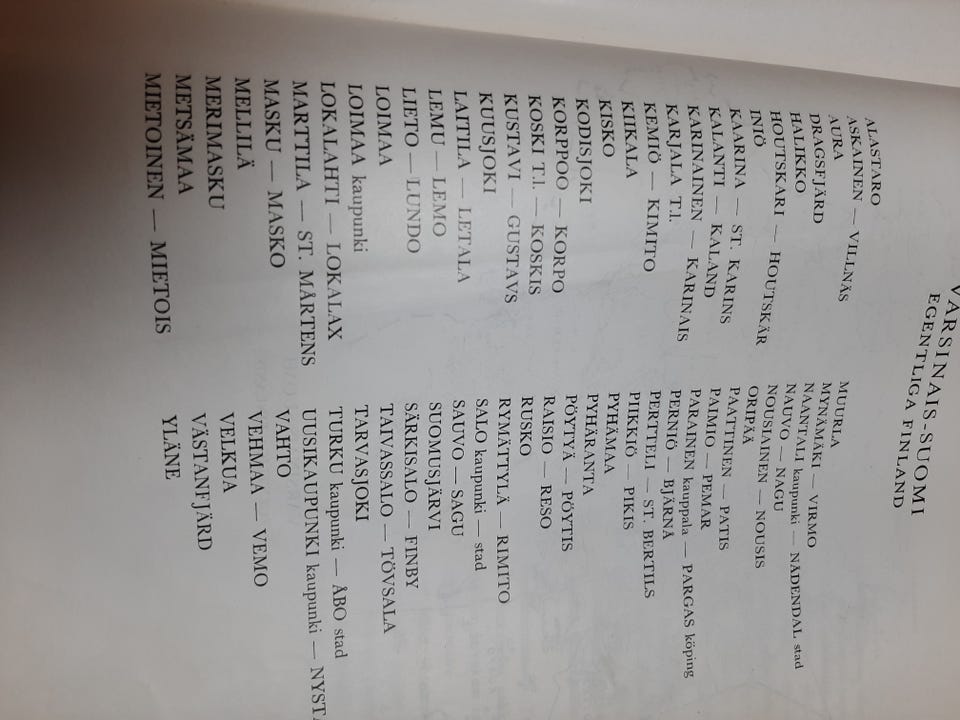 VARSINAIS-SUOMI
EGENTLIGA FINLAND
ALASTARO
ASKAINEN — VILLNÄS
AURA
DRAGSFJÄRD
HALIKKO
HOUTSKARI — HOUTSKÄR
INIÖ
KAARINA — ST. KARINS
KALANTI — KALAND
KARINAINEN — KARINAIS
KARJALA T.l.
KEMIÖ — KIMITO
KIIKALA
KISKO
KODISJOKI
KORPPOO — KORPO
KOSKI T.l. — KOSKIS
KUSTAVI — GUSTAVS
KUUSJOKI
LAITILA — LETALA
LEMU — LEMO
LIETO — LUNDO
LOIMAA
LOIMAA kaupunki
LOKALAHTI — LOKALAX
MARTTILA — ST. MÅRTENS
MASKU — MASKO
MELLILÄ
MERIMASKU
METSÄMAA
MIETOINEN — MIETOIS
MUURLA
MYNÄMÄKI — VIRMO
NAANTALI kaupunki — NÅDENDAL stad
NAUVO — NAGU
NOUSIAINEN — NOUSIS
ORIPÄÄ
PAATTINEN — PATIS
PAIMIO — PEMAR
PARAINEN kauppala — PARGAS köping
PERNIÖ — BJÄRNÅ
PERTTELI — ST. BERTILS
PIIKKIÖ — PIKIS
PYHÄMAA
PYHÄRANTA
PÖYTYÄ — PÖYTIS
RAISIO — RESO
RUSKO
RYMÄTTYLÄ — RIMITO
SALO kaupunki — stad
SAUVO — SAGU
SUOMUSJÄRVI
SÄRKISALO — FINBY
TAIVASSALO — TÖVSALA
TARVASJOKI
TURKU kaupunki — ÅBO stad
UUSIKAUPUNKI kaupunki — NYSTA
VAHTO
VEHMAA — VEMO
VELKUA
VÄSTANFJÄRD
YLÄNE